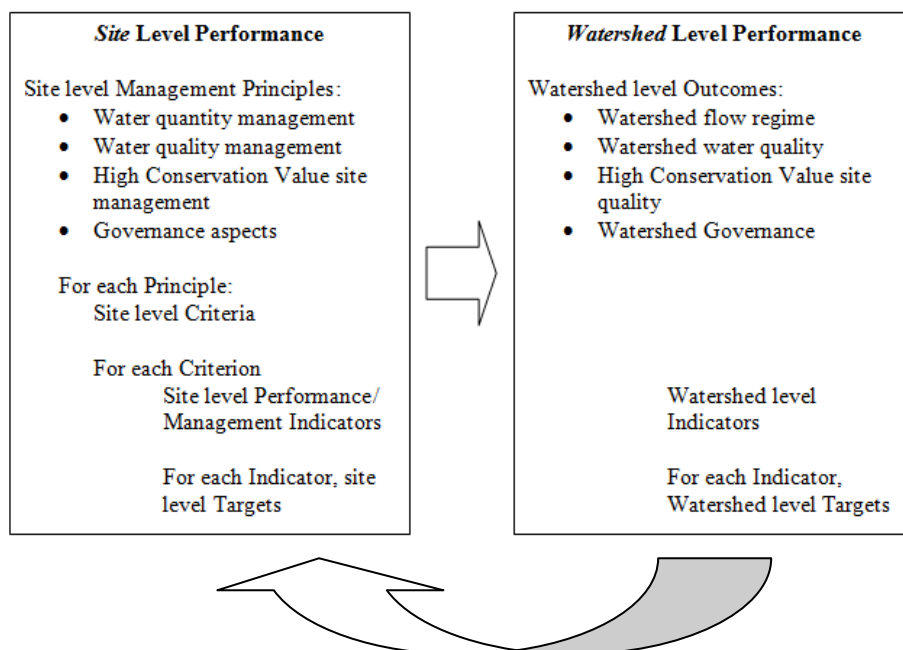 Site Level Performance
Site level Management Principles:
• Water quantity management
• Water quality management
• High Conservation Value site
management
• Governance aspects
For each Principle:
Site level Criteria
For each Criterion
Site level Performance/
Management Indicators
For each Indicator, site
level Targets
Watershed Level Performance
Watershed level Outcomes:
• Watershed flow regime
• Watershed water quality
• High Conservation Value site
quality
• Watershed Governance
Watershed level
Indicators
For each Indicator,
Watershed level Targets